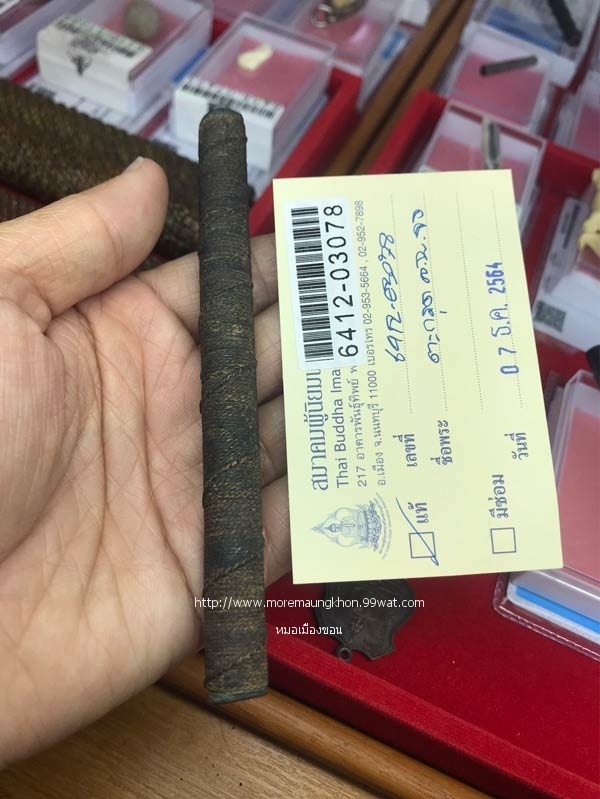 สมาคมผู้นิยมพ
Thai Buddha Ima
217 อาคารพันธุ์ทิพย์ พ
อ.เมือง จ.นนทบุรี 11000 เบอร์โทร 02-953-5664 , 02-952-7898
6412-03078
แท้
เลขที่ 6412-03078
ชื่อพระ ตะกรุด
มีซ่อม
วันที่ 0 7 ธ.ค. 2564
http://www.moremaungkhon.99wat.com/
หมอเมืองขอน